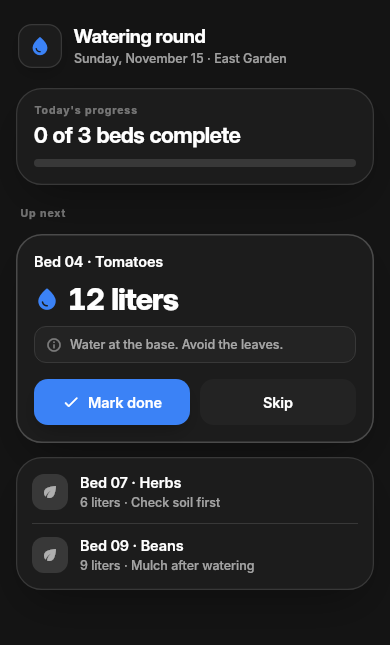 Watering round
Sunday, November 15 · East Garden
Today's progress
0 of 3 beds complete
Up next
Bed 04 · Tomatoes
12 liters
Water at the base. Avoid the leaves.
Mark done
Skip
Bed 07 · Herbs
6 liters · Check soil first
Bed 09 · Beans
9 liters · Mulch after watering